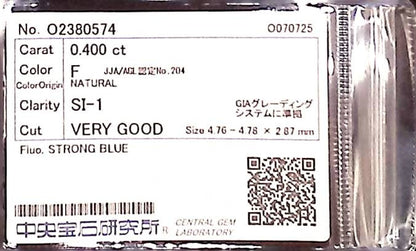 No. O2380574 O070725
Carat 0.400 ct
Color F JJA/AGL認定No.204
ColorOrigin NATURAL
Clarity SI-1 GIAグレーディング
システムに準拠
Cut VERY GOOD Size 4.76 - 4.78 × 2.87 mm
Fluo. STRONG BLUE
中央宝石研究所® CENTRAL GEM
LABORATORY